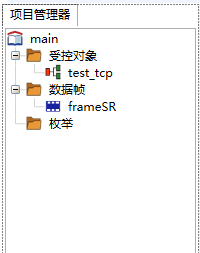 项目管理器
main
受控对象
test_tcp
数据帧
frameSR
枚举